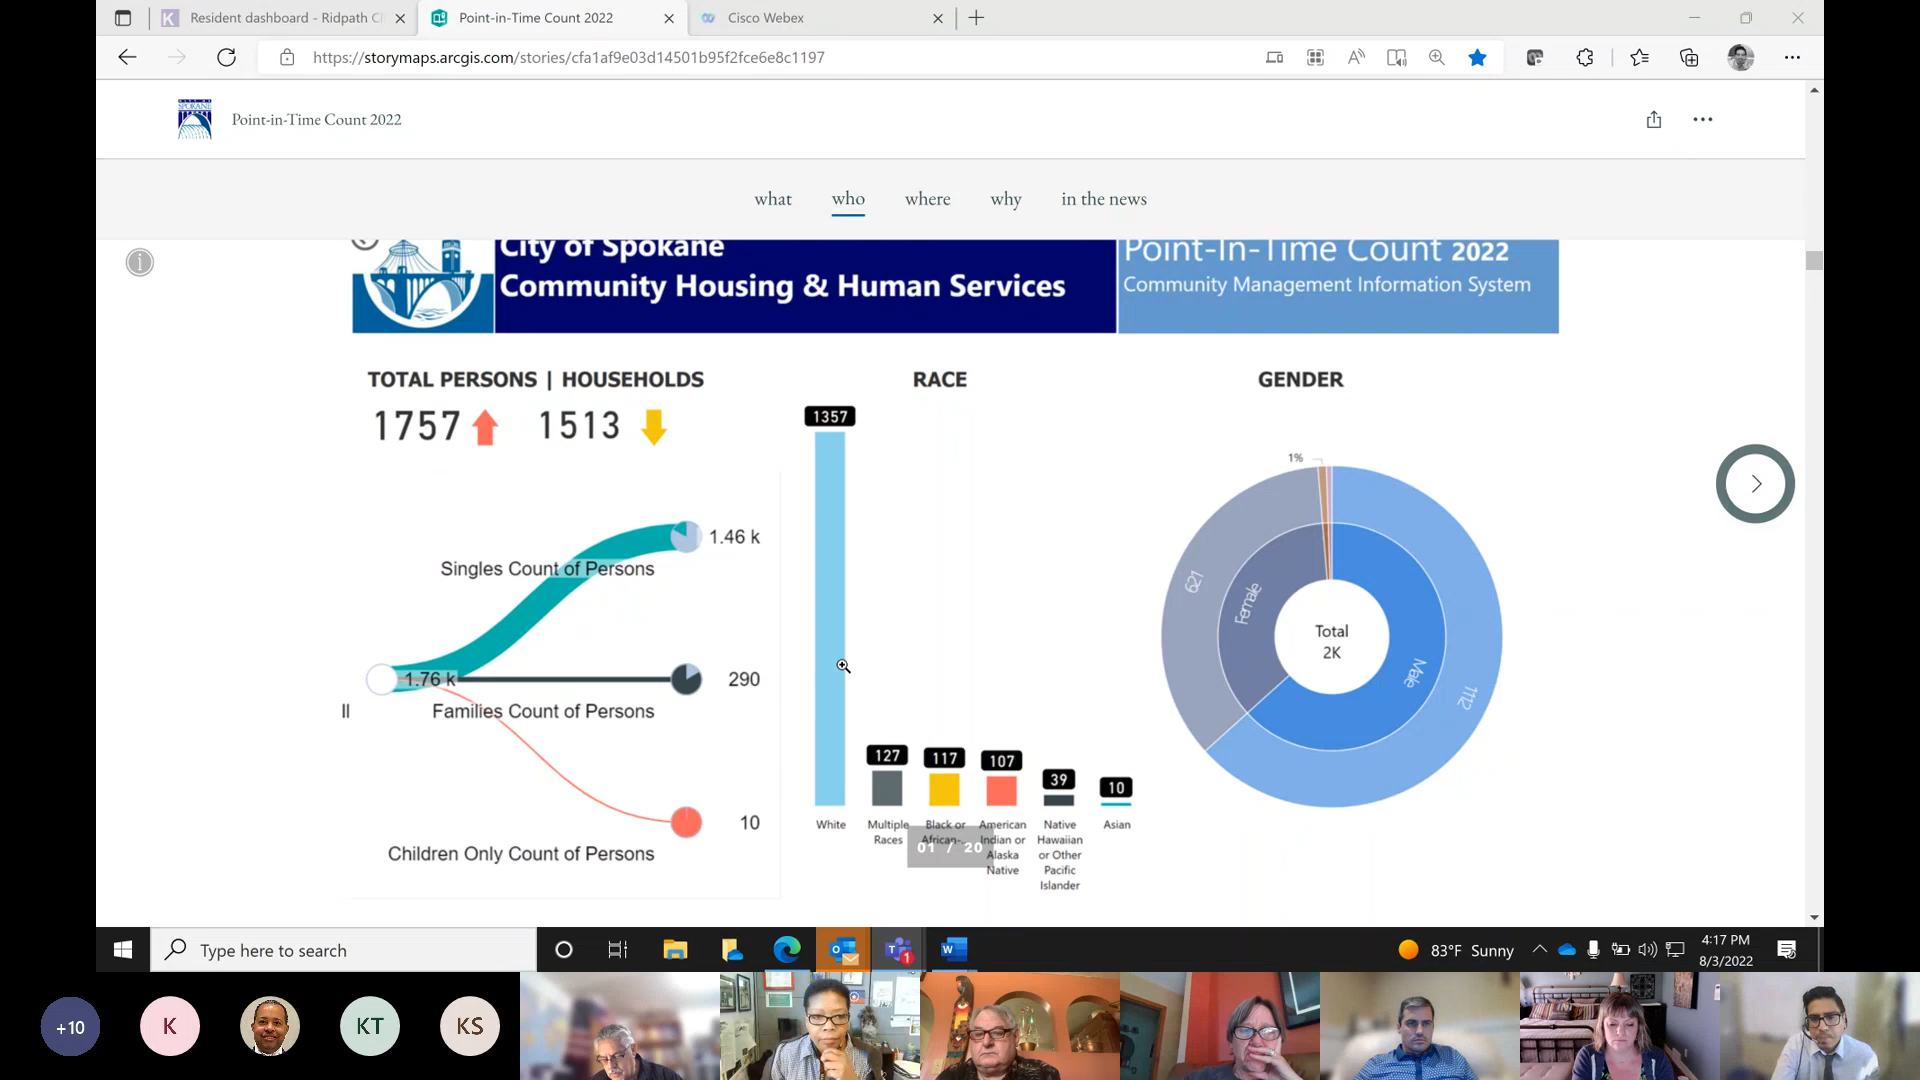 Resident dashboard - Ridpath Cl
Point-in-Time Count 2022
Cisco Webex
https://storymaps.arcgis.com/stories/cfa1af9e03d14501b95f2fce6e8c1197
SPOKANE
Point-in-Time Count 2022
what
who
where
why
in the news
City of Spokane
Community Housing & Human Services
Point-In-Time Count 2022
Community Management Information System
TOTAL PERSONS | HOUSEHOLDS
1757
1513
RACE
GENDER
1357
1%
1.46 k
Singles Count of Persons
621
Female
Total
2K
Male
1112
1.76 k
290
ll
Families Count of Persons
127
117
107
39
10
10
Children Only Count of Persons
White
Multiple
Races
Black or
African-...
American
Indian or
Alaska
Native
Native
Hawaiian
or Other
Pacific
Islander
Asian
01 / 20
Type here to search
1
83°F Sunny
4:17 PM
8/3/2022
+10
K
KT
KS